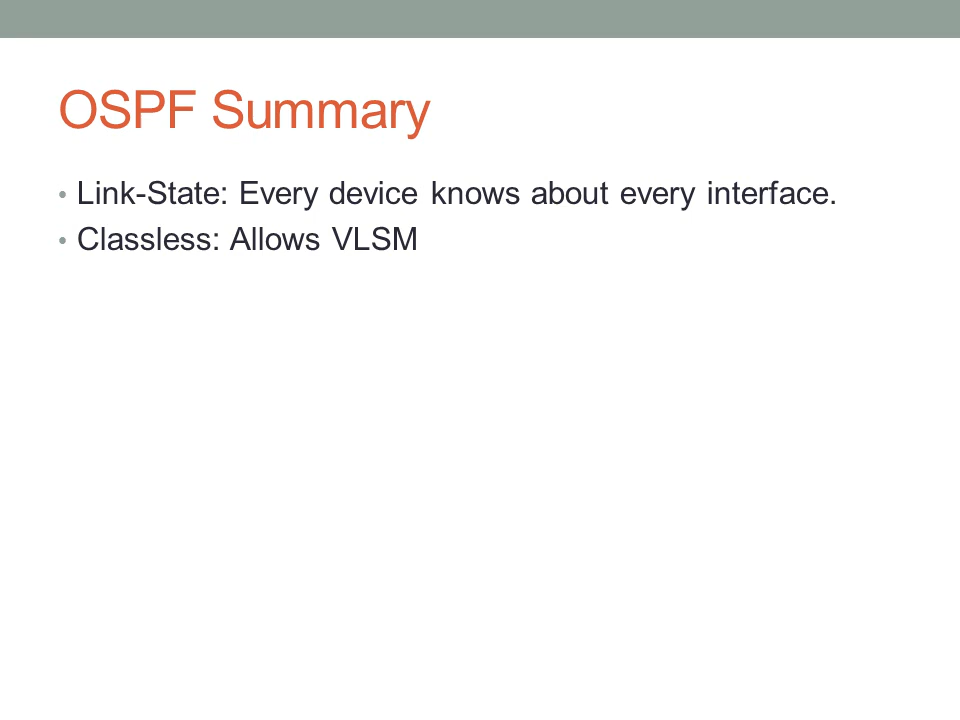 OSPF Summary
• Link-State: Every device knows about every interface.
• Classless: Allows VLSM